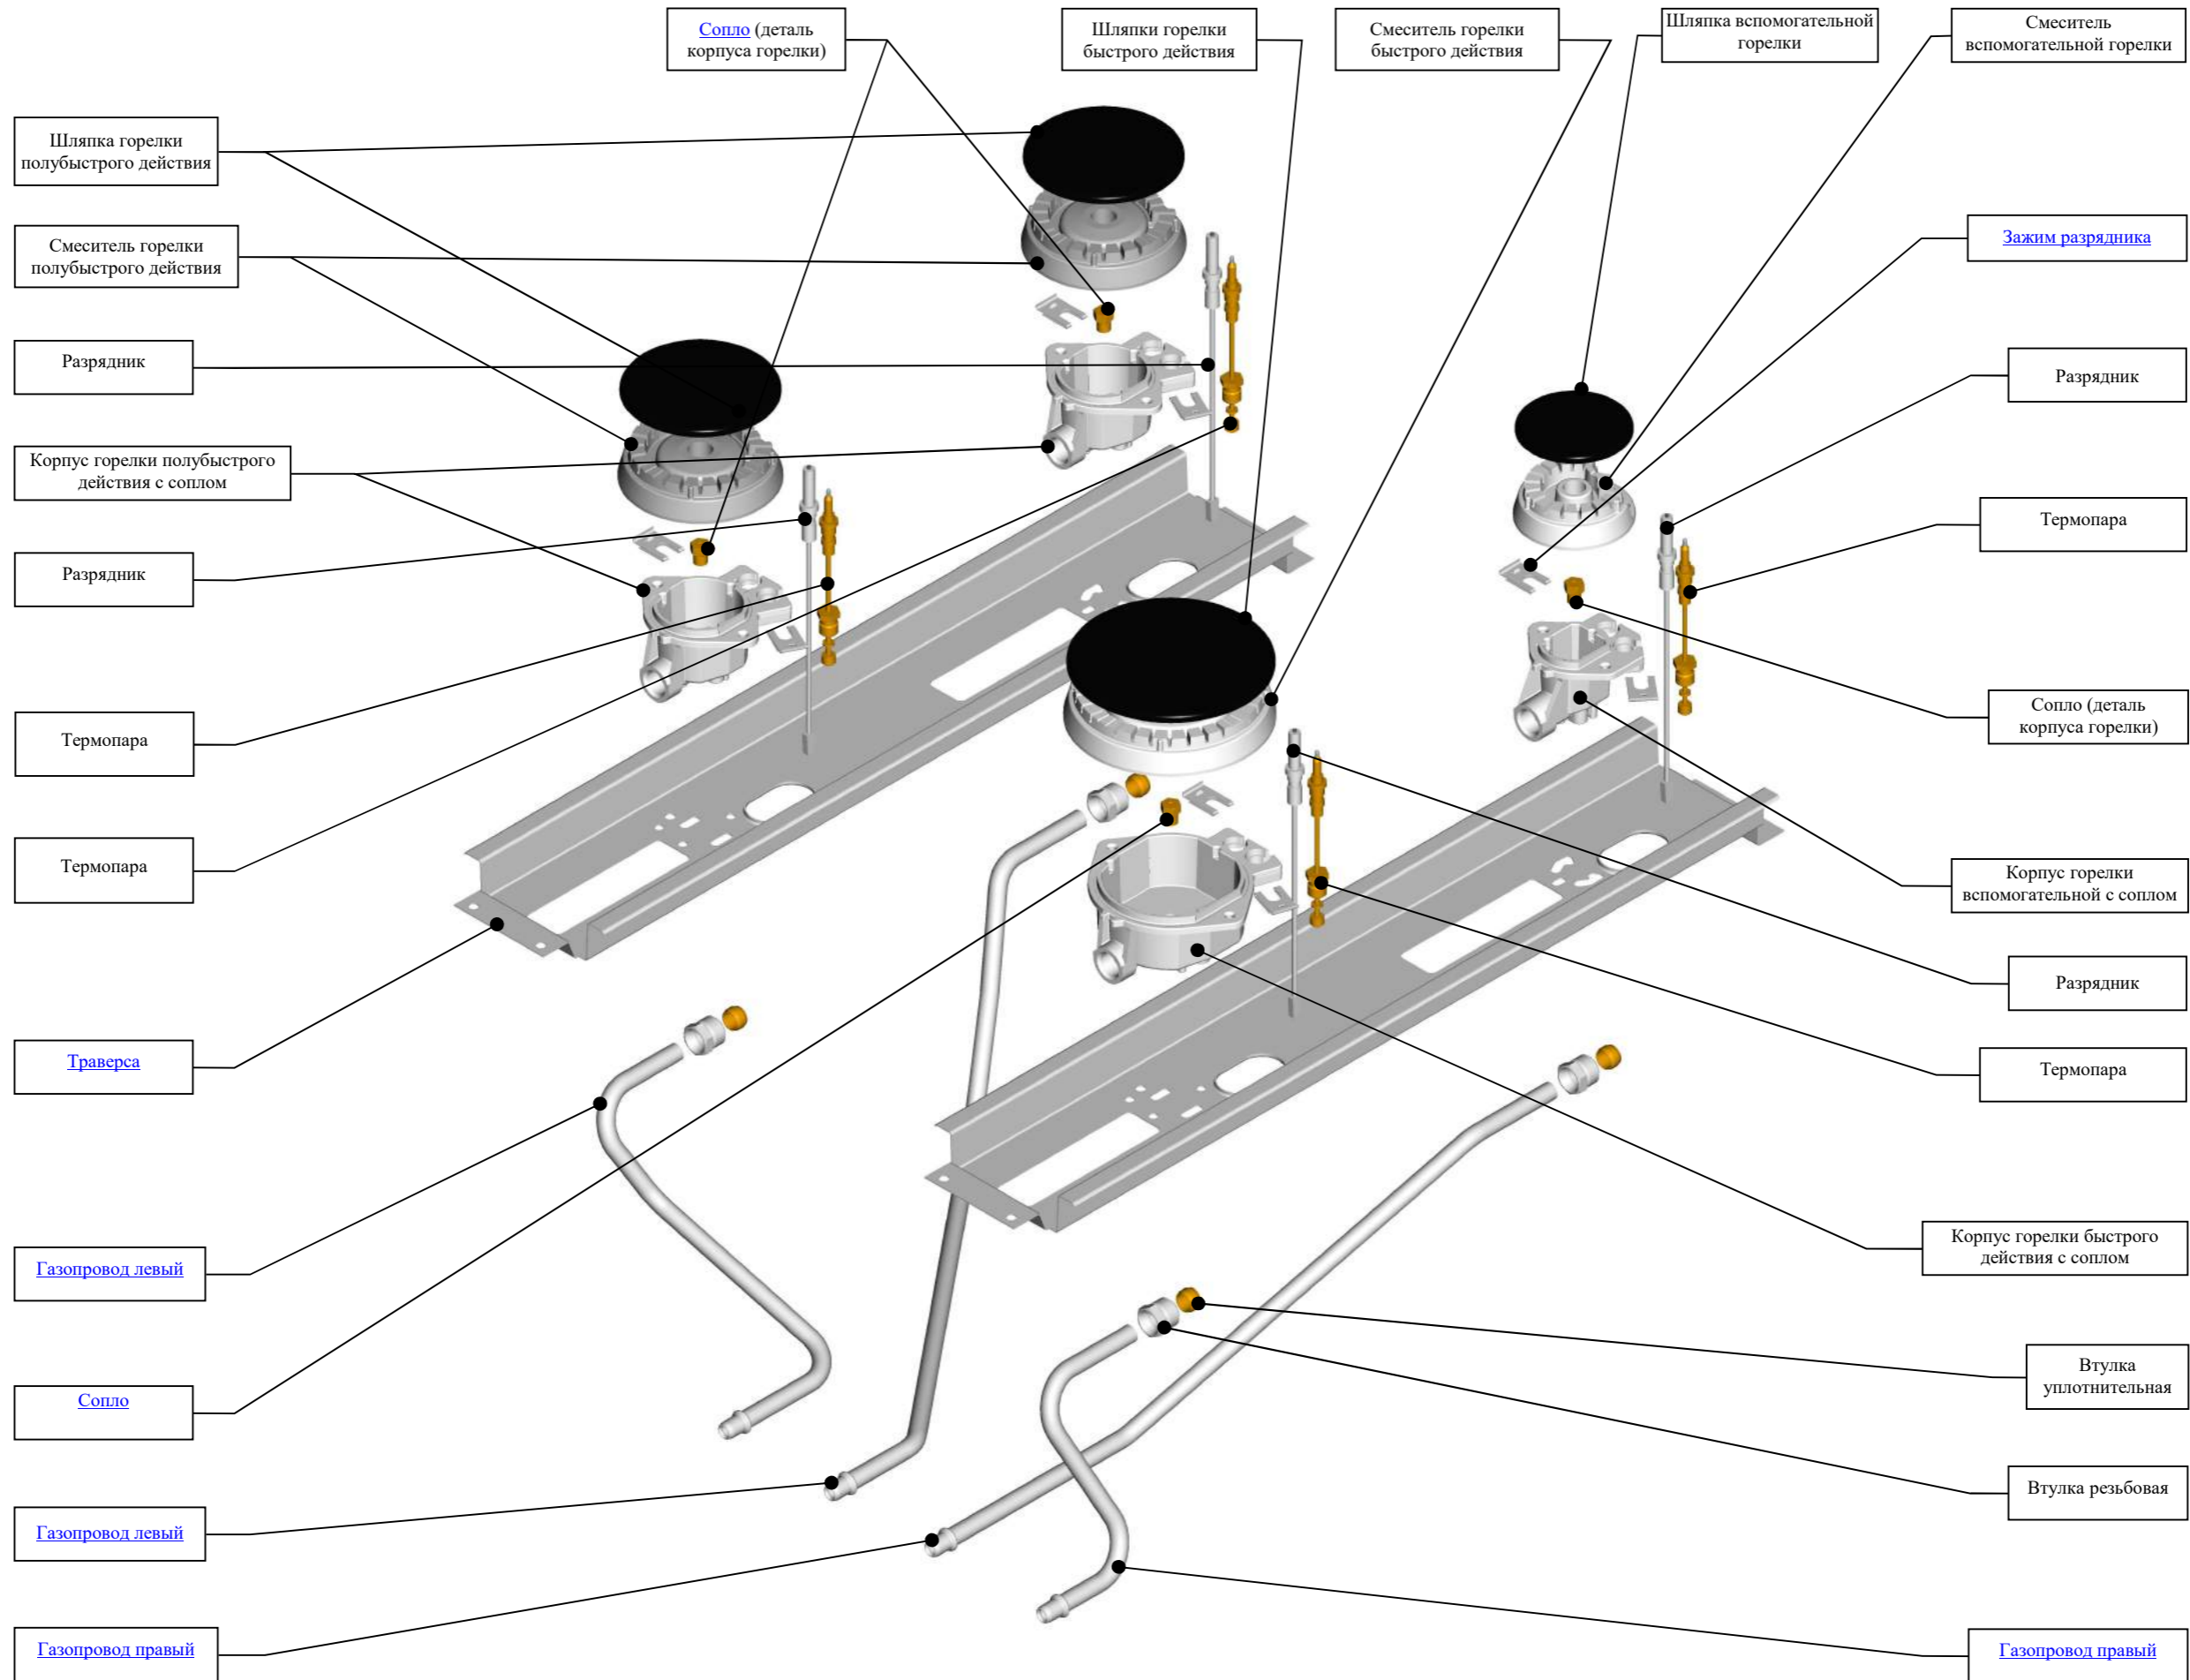 Сопло (деталь
корпуса горелки)
Шляпки горелки
быстрого действия
Смеситель горелки
быстрого действия
Шляпка вспомогательной
горелки
Смеситель
вспомогательной горелки
Шляпка горелки
полубыстрого действия
Смеситель горелки
полубыстрого действия
Разрядник
Корпус горелки полубыстрого
действия с соплом
Разрядник
Термопара
Термопара
Траверса
Газопровод левый
Сопло
Газопровод левый
Газопровод правый
Зажим разрядника
Разрядник
Термопара
Сопло (деталь
корпуса горелки)
Корпус горелки
вспомогательной с соплом
Разрядник
Термопара
Корпус горелки быстрого
действия с соплом
Втулка
уплотнительная
Втулка резьбовая
Газопровод правый